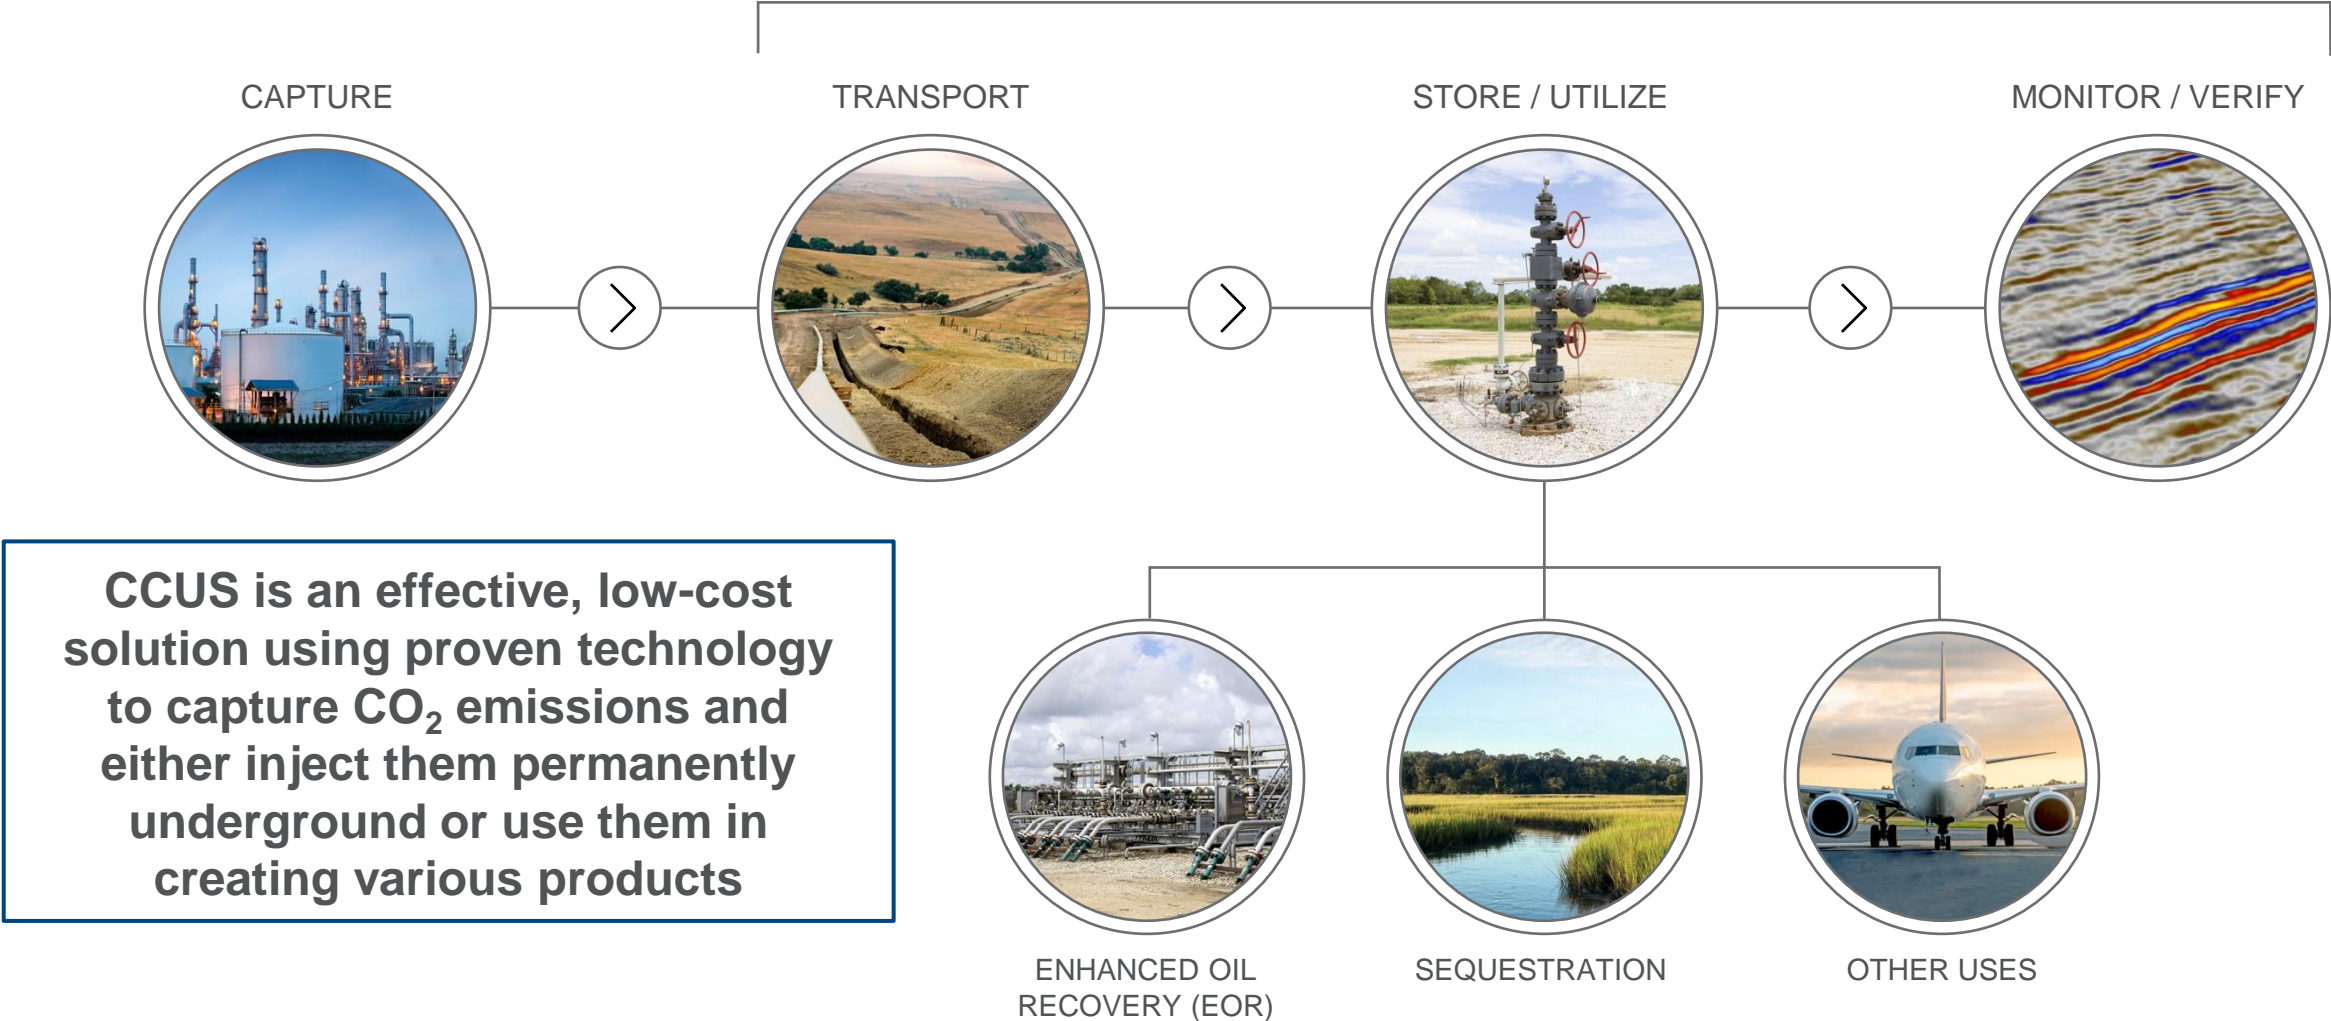 CAPTURE
TRANSPORT
STORE / UTILIZE
MONITOR / VERIFY
CCUS is an effective, low-cost
solution using proven technology
to capture CO₂ emissions and
either inject them permanently
underground or use them in
creating various products
ENHANCED OIL
RECOVERY (EOR)
SEQUESTRATION
OTHER USES